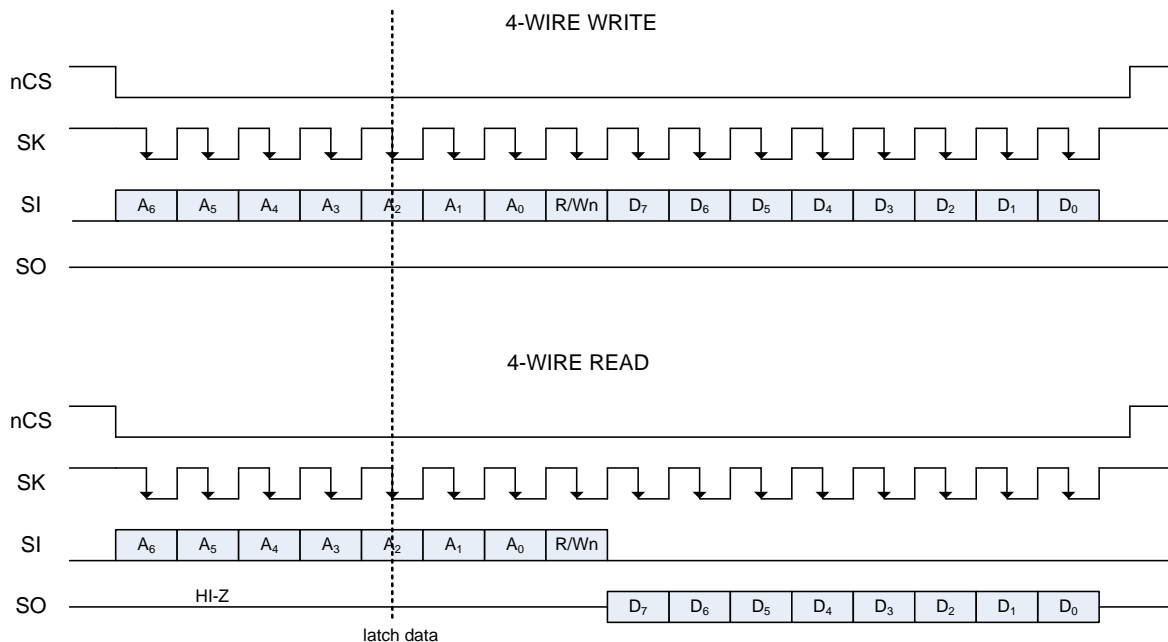 4-WIRE WRITE
nCS
SK
SI A₆ A₅ A₄ A₃ A₂ A₁ A₀ R/Wn D₇ D₆ D₅ D₄ D₃ D₂ D₁ D₀
SO
4-WIRE READ
nCS
SK
SI A₆ A₅ A₄ A₃ A₂ A₁ A₀ R/Wn
SO HI-Z D₇ D₆ D₅ D₄ D₃ D₂ D₁ D₀
latch data